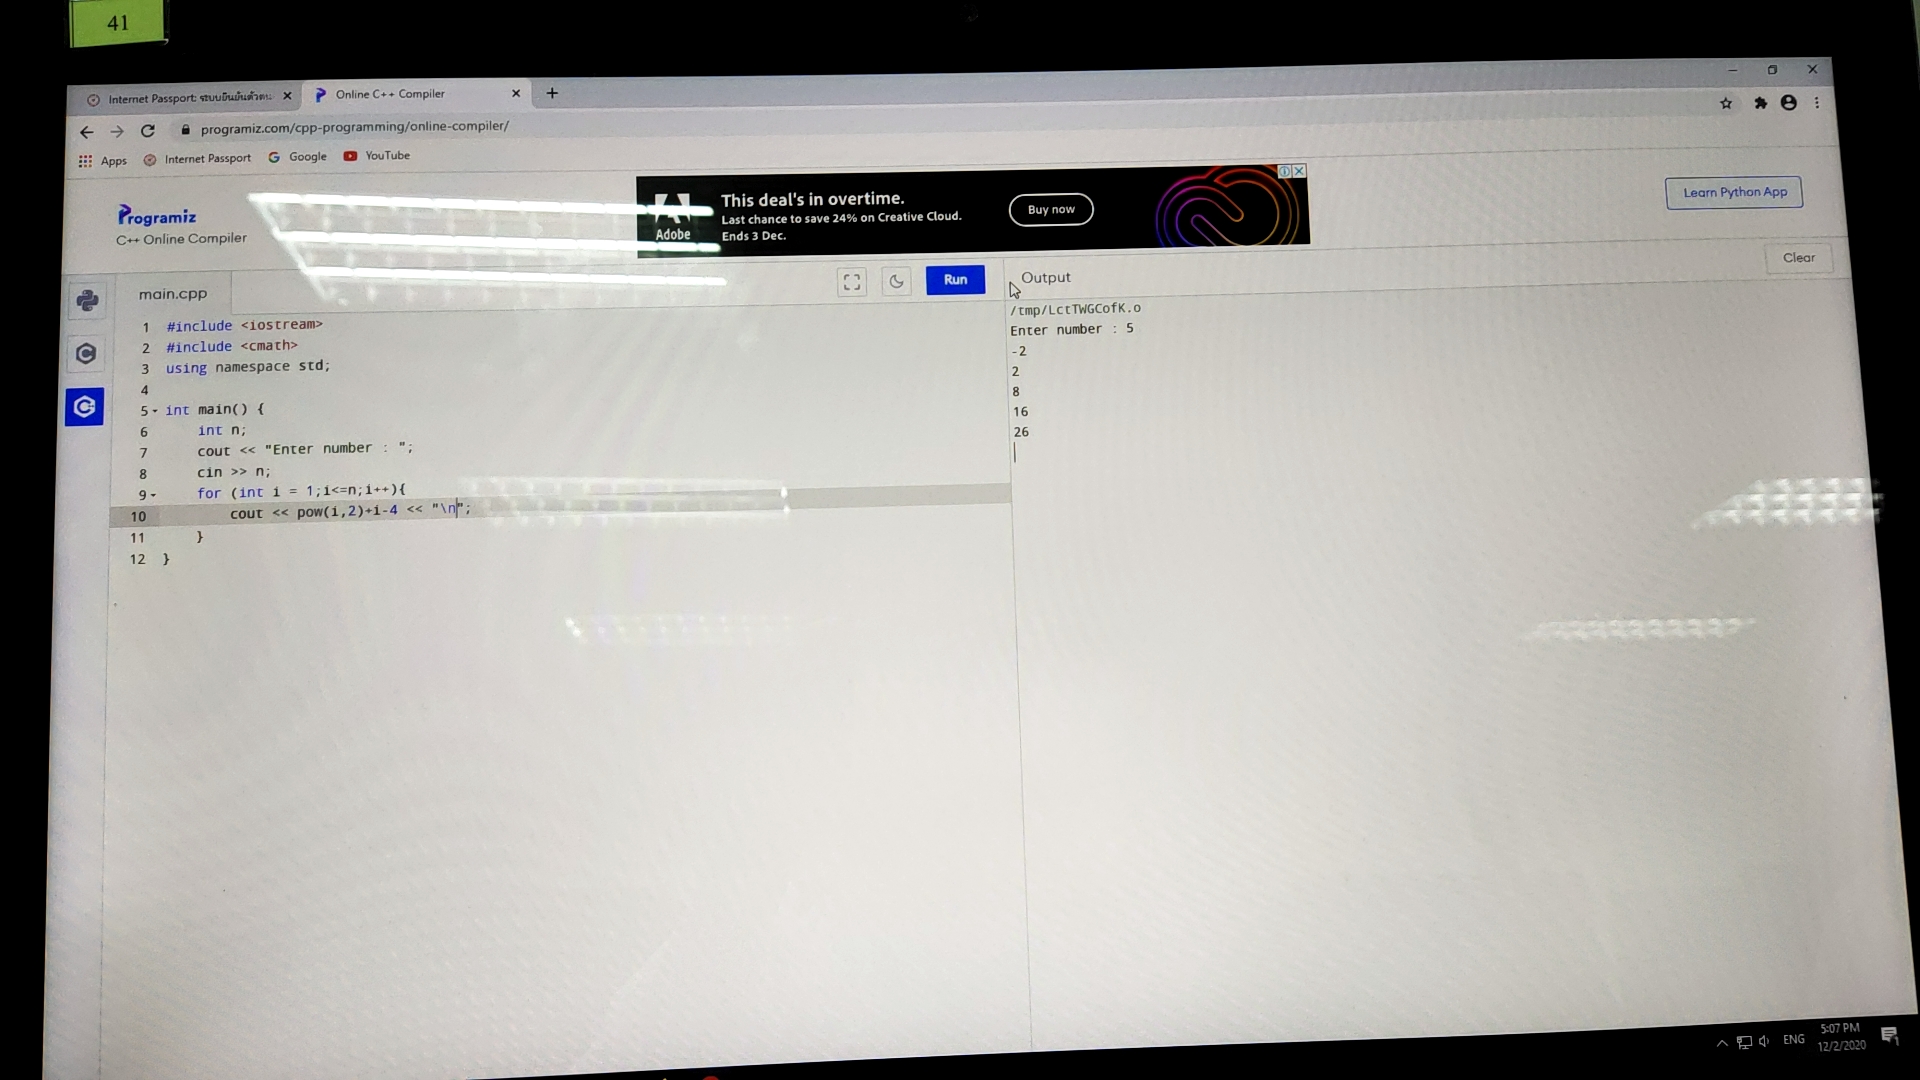 41
Internet Passport: ระบบยืนยันตัวตน
Online C++ Compiler
programiz.com/cpp-programming/online-compiler/
Apps Internet Passport Google YouTube
Programiz
C++ Online Compiler
Adobe
This deal's in overtime.
Last chance to save 24% on Creative Cloud.
Ends 3 Dec.
Buy now
Learn Python App
main.cpp
Run
Output
Clear
1 #include <iostream>
2 #include <cmath>
3 using namespace std;
4
5 int main() {
6 int n;
7 cout << "Enter number : ";
8 cin >> n;
9 for (int i = 1;i<=n;i++){
10 cout << pow(i,2)+i-4 << "\n";
11 }
12 }
/tmp/LctTWGCofK.o
Enter number : 5
-2
2
8
16
26
ENG
5:07 PM
12/2/2020
1